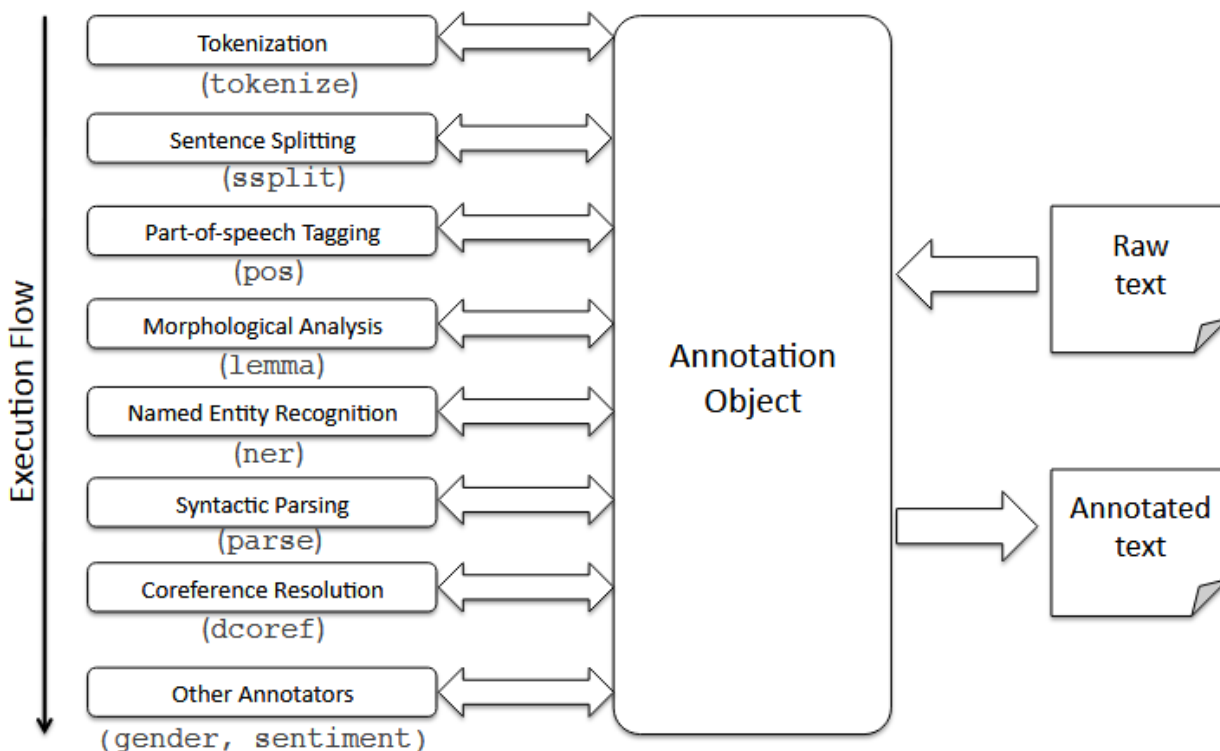 Execution Flow
Tokenization
(tokenize)
Sentence Splitting
(ssplit)
Part-of-speech Tagging
(pos)
Morphological Analysis
(lemma)
Named Entity Recognition
(ner)
Syntactic Parsing
(parse)
Coreference Resolution
(dcoref)
Other Annotators
(gender, sentiment)
Annotation
Object
Raw
text
Annotated
text